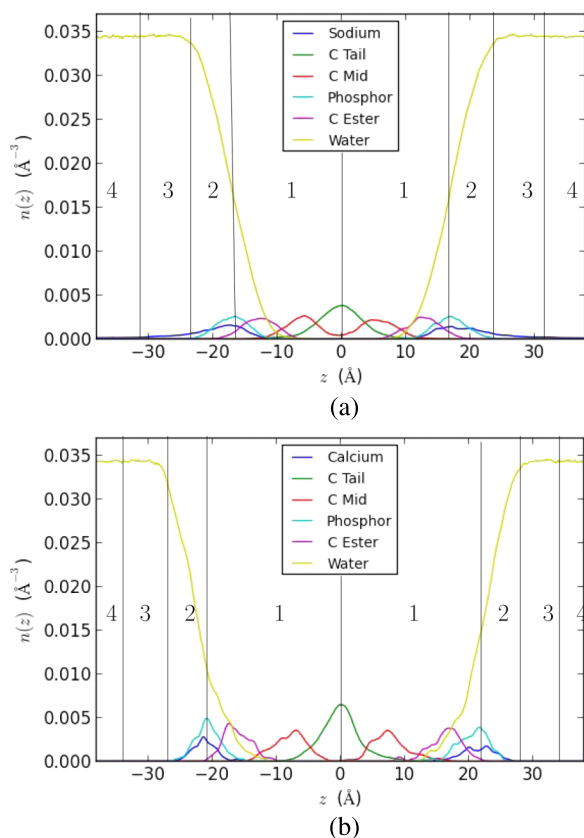 0.035
0.030
0.025
0.020
0.015
0.010
0.005
0.000
n(z) (Å⁻³)
Sodium
C Tail
C Mid
Phosphor
C Ester
Water
4 3 2 1 1 2 3 4
−30 −20 −10 0 10 20 30
z (Å)
(a)
0.035
0.030
0.025
0.020
0.015
0.010
0.005
0.000
n(z) (Å⁻³)
Calcium
C Tail
C Mid
Phosphor
C Ester
Water
4 3 2 1 1 2 3 4
−30 −20 −10 0 10 20 30
z (Å)
(b)